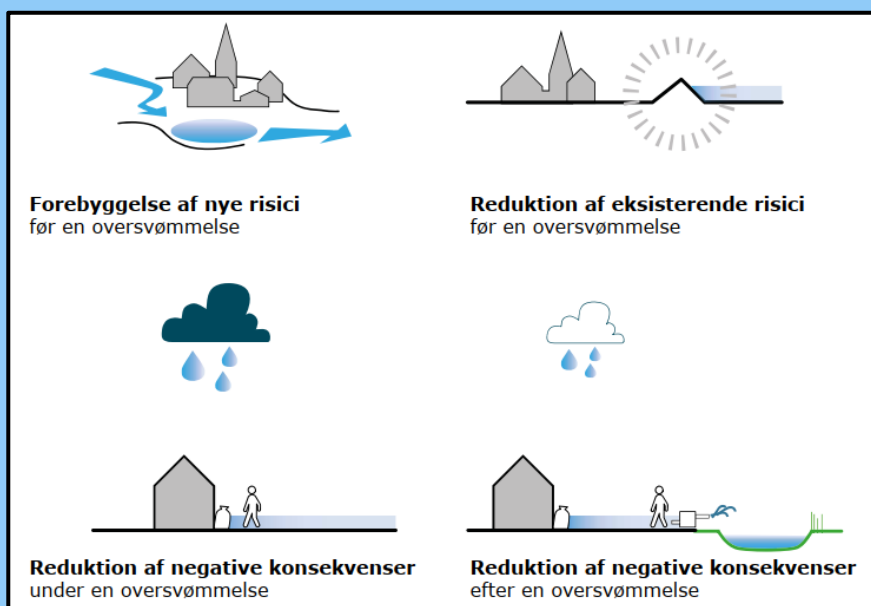 Forebyggelse af nye risici
før en oversvømmelse
Reduktion af eksisterende risici
før en oversvømmelse
Reduktion af negative konsekvenser
under en oversvømmelse
Reduktion af negative konsekvenser
efter en oversvømmelse